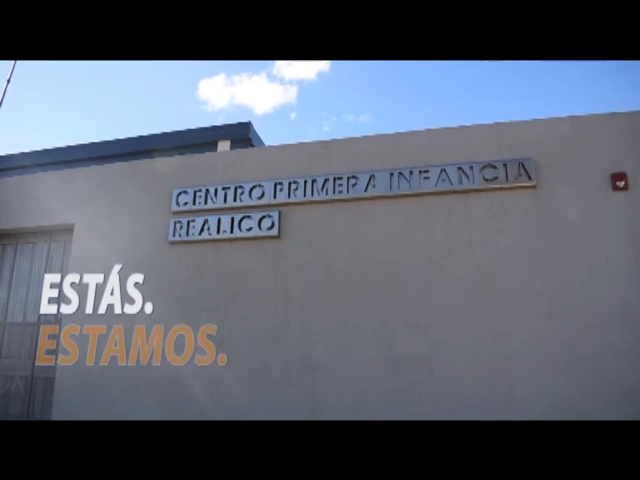 CENTRO PRIMERA INFANCIA
REALICO
ESTÁS.
ESTAMOS.